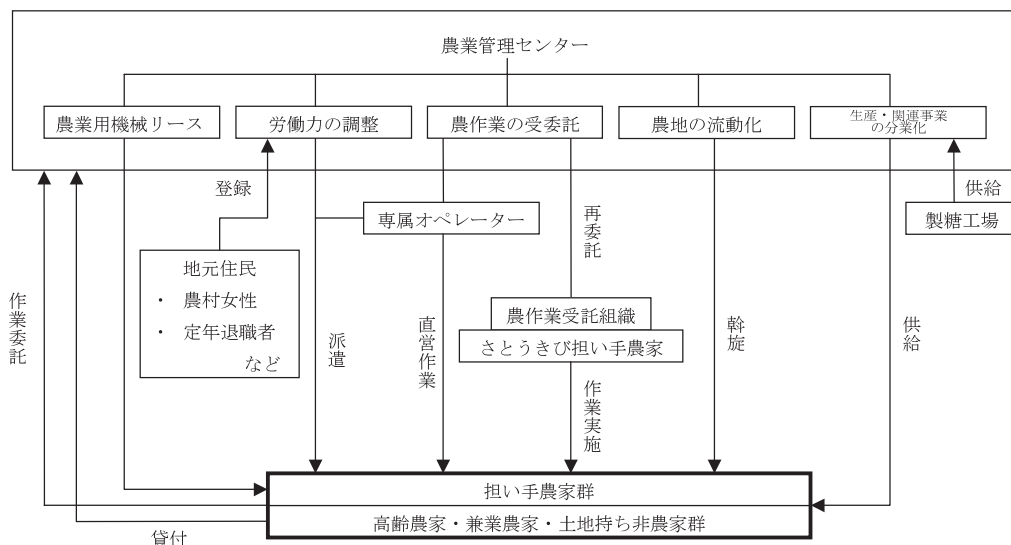 農業管理センター
農業用機械リース
労働力の調整
農作業の受委託
農地の流動化
生産・関連事業
の分業化
登録
供給
専属オペレーター
再委託
製糖工場
地元住民
・ 農村女性
・ 定年退職者
など
作業委託
派遣
直営作業
農作業受託組織
さとうきび担い手農家
斡旋
供給
作業実施
担い手農家群
高齢農家・兼業農家・土地持ち非農家群
貸付